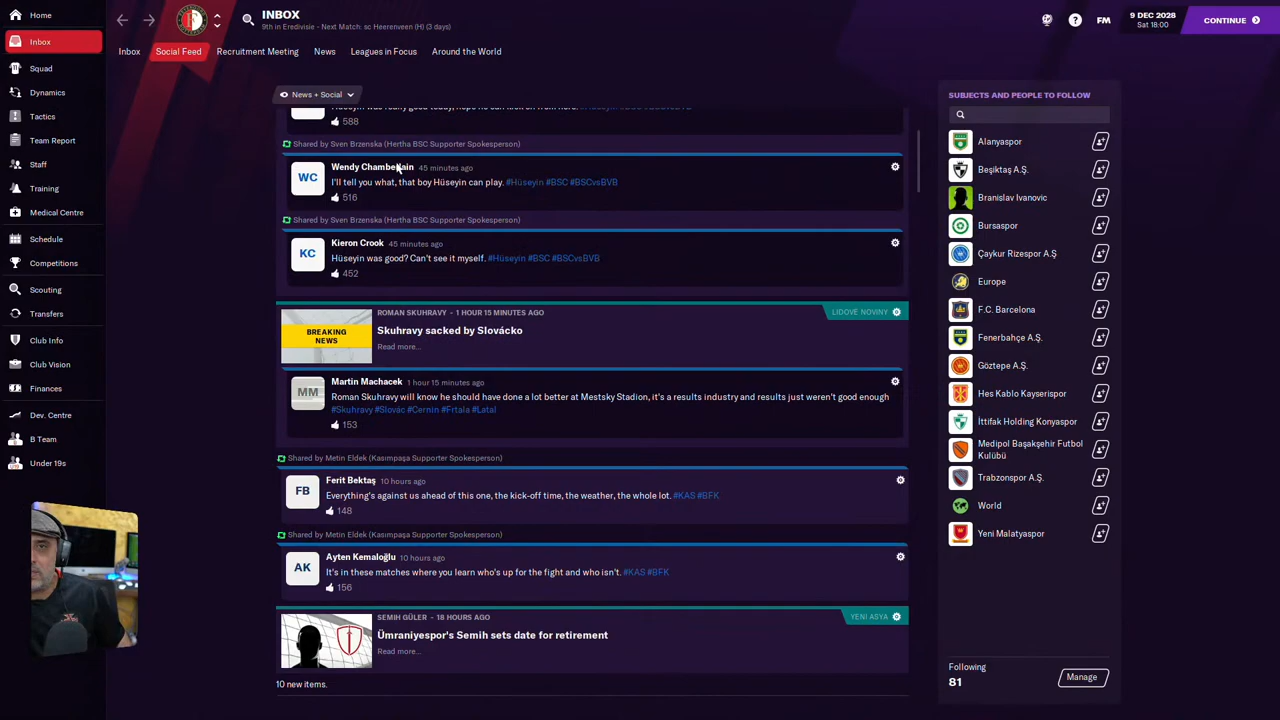 Home
Inbox
Squad
Dynamics
Tactics
Team Report
Staff
Training
Medical Centre
Schedule
Competitions
Scouting
Transfers
Club Info
Club Vision
Finances
Dev. Centre
B Team
Under 19s
INBOX
5th in Eredivisie - Next Match: sc Heerenveen (H) (3 days)
FM
9 DEC 2028
Sat 18:00
CONTINUE
Inbox
Social Feed
Recruitment Meeting
News
Leagues in Focus
Around the World
News + Social
588
Shared by Sven Brzenska (Hertha BSC Supporter Spokesperson)
WC
Wendy Chamberlain 45 minutes ago
I'll tell you what, that boy Hüseyin can play. #Hüseyin #BSC #BSCvsBVB
516
Shared by Sven Brzenska (Hertha BSC Supporter Spokesperson)
KC
Kieron Crook 45 minutes ago
Hüseyin was good? Can't see it myself. #Hüseyin #BSC #BSCvsBVB
452
ROMAN SKUHRAVY - 1 HOUR 15 MINUTES AGO
LIDOVE NOVINY
BREAKING
NEWS
Skuhravy sacked by Slovácko
Read more...
MM
Martin Machacek 1 hour 15 minutes ago
Roman Skuhravy will know he should have done a lot better at Mestsky Stadion, it's a results industry and results just weren't good enough
#Skuhravy #Slovác #Cernin #Frtala #Latal
153
Shared by Metin Eldek (Kasımpaşa Supporter Spokesperson)
FB
Ferit Bektaş 10 hours ago
Everything's against us ahead of this one, the kick-off time, the weather, the whole lot. #KAS #BFK
148
Shared by Metin Eldek (Kasımpaşa Supporter Spokesperson)
AK
Ayten Kemaloğlu 10 hours ago
It's in these matches where you learn who's up for the fight and who isn't. #KAS #BFK
156
SEMIH GÜLER - 18 HOURS AGO
YENI ASYA
Ümraniyespor's Semih sets date for retirement
Read more...
10 new items.
SUBJECTS AND PEOPLE TO FOLLOW
Alanyaspor
Beşiktaş A.Ş.
Branislav Ivanovic
Bursaspor
Çaykur Rizespor A.Ş
Europe
F.C. Barcelona
Fenerbahçe A.Ş.
Göztepe A.Ş.
Hes Kablo Kayserispor
İttifak Holding Konyaspor
Medipol Başakşehir Futbol
Kulübü
Trabzonspor A.Ş.
World
Yeni Malatyaspor
Following
81
Manage